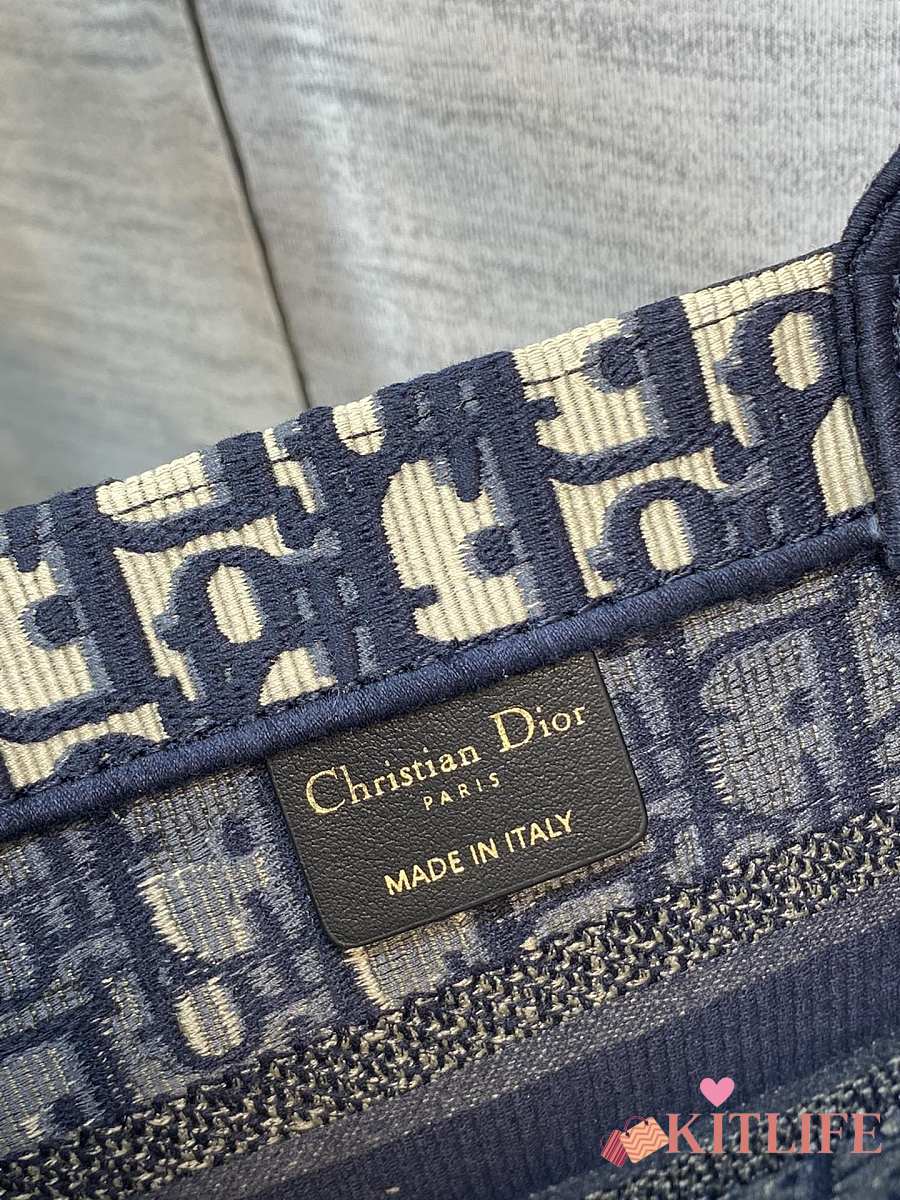 Christian Dior
PARIS
MADE IN ITALY
KITLIFE